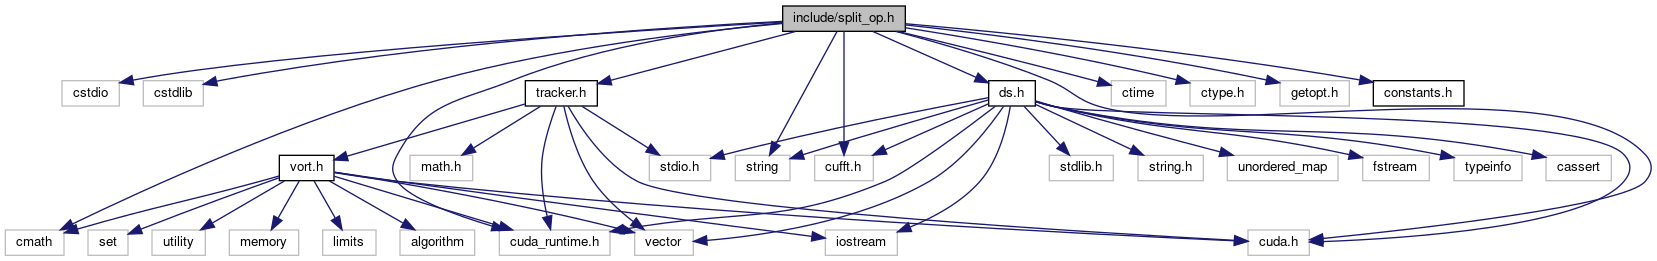 include/split_op.h
cstdio
cstdlib
tracker.h
ds.h
ctime
ctype.h
getopt.h
constants.h
vort.h
math.h
stdio.h
string
cufft.h
stdlib.h
string.h
unordered_map
fstream
typeinfo
cassert
cmath
set
utility
memory
limits
algorithm
cuda_runtime.h
vector
iostream
cuda.h